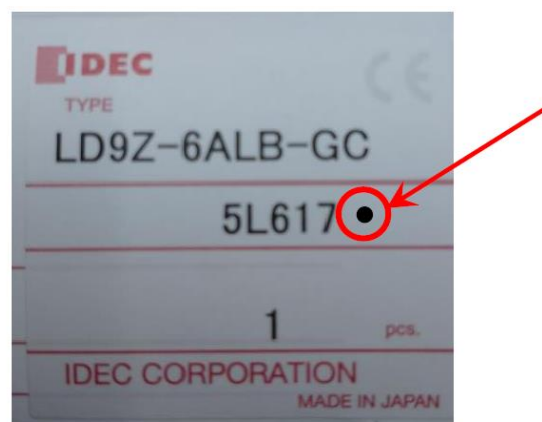 IDEC
CE
TYPE
LD9Z-6ALB-GC
5L617 ●
1 pcs.
IDEC CORPORATION
MADE IN JAPAN